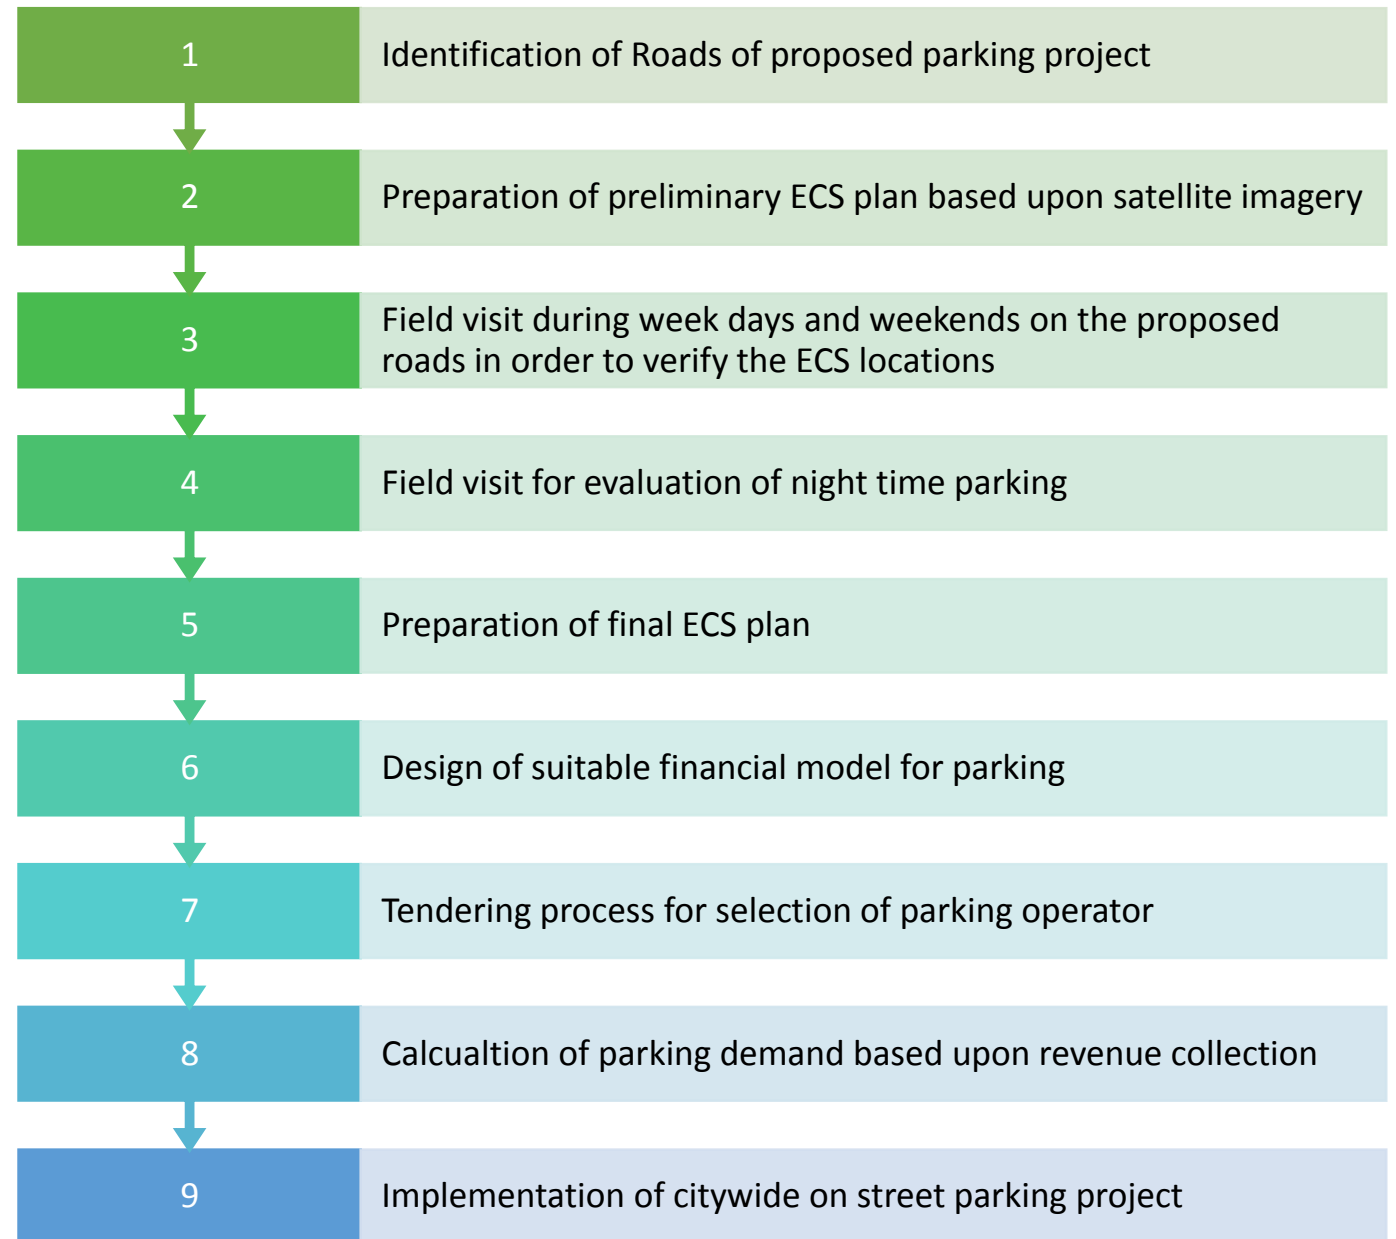 1
Identification of Roads of proposed parking project
2
Preparation of preliminary ECS plan based upon satellite imagery
3
Field visit during week days and weekends on the proposed
roads in order to verify the ECS locations
4
Field visit for evaluation of night time parking
5
Preparation of final ECS plan
6
Design of suitable financial model for parking
7
Tendering process for selection of parking operator
8
Calcualtion of parking demand based upon revenue collection
9
Implementation of citywide on street parking project